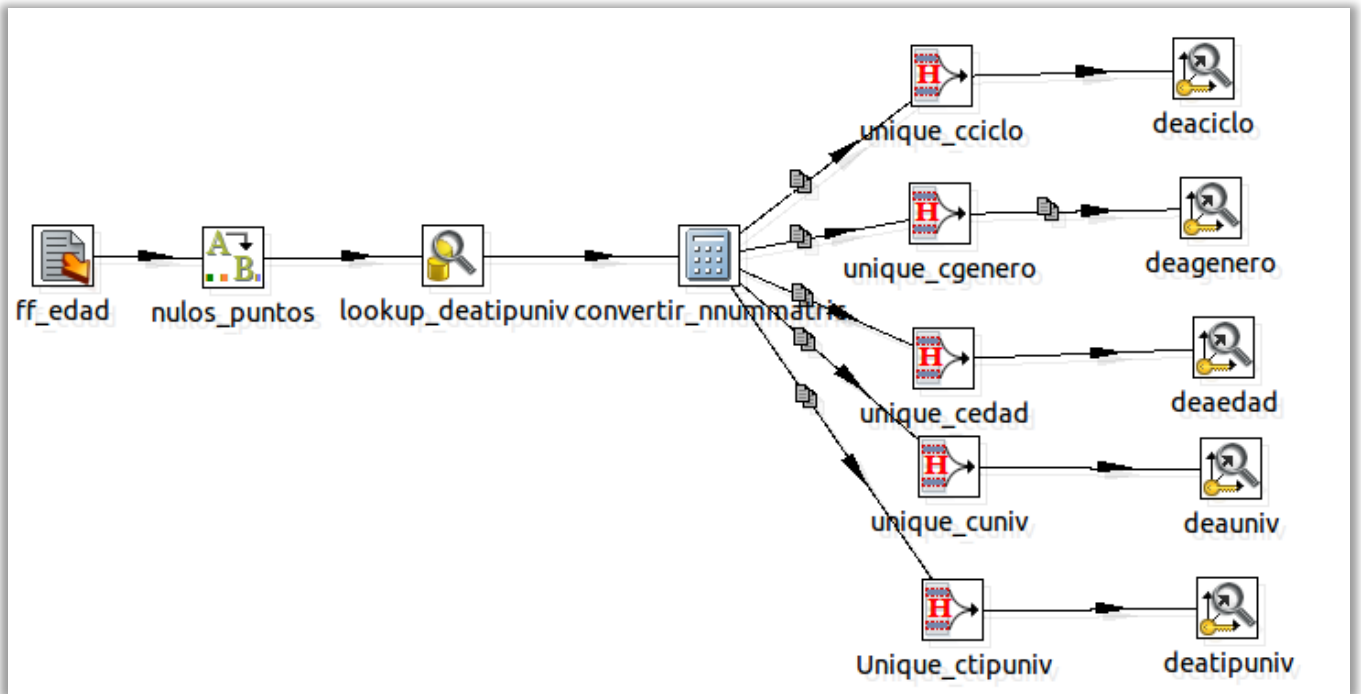 unique_cciclo
deaciclo
unique_cgenero
deagenero
ff_edad
nulos_puntos
lookup_deatipuniv
convertir_nnummatric
unique_cedad
deaedad
unique_cuniv
deauniv
Unique_ctipuniv
deatipuniv
A
B
H
H
H
H
H